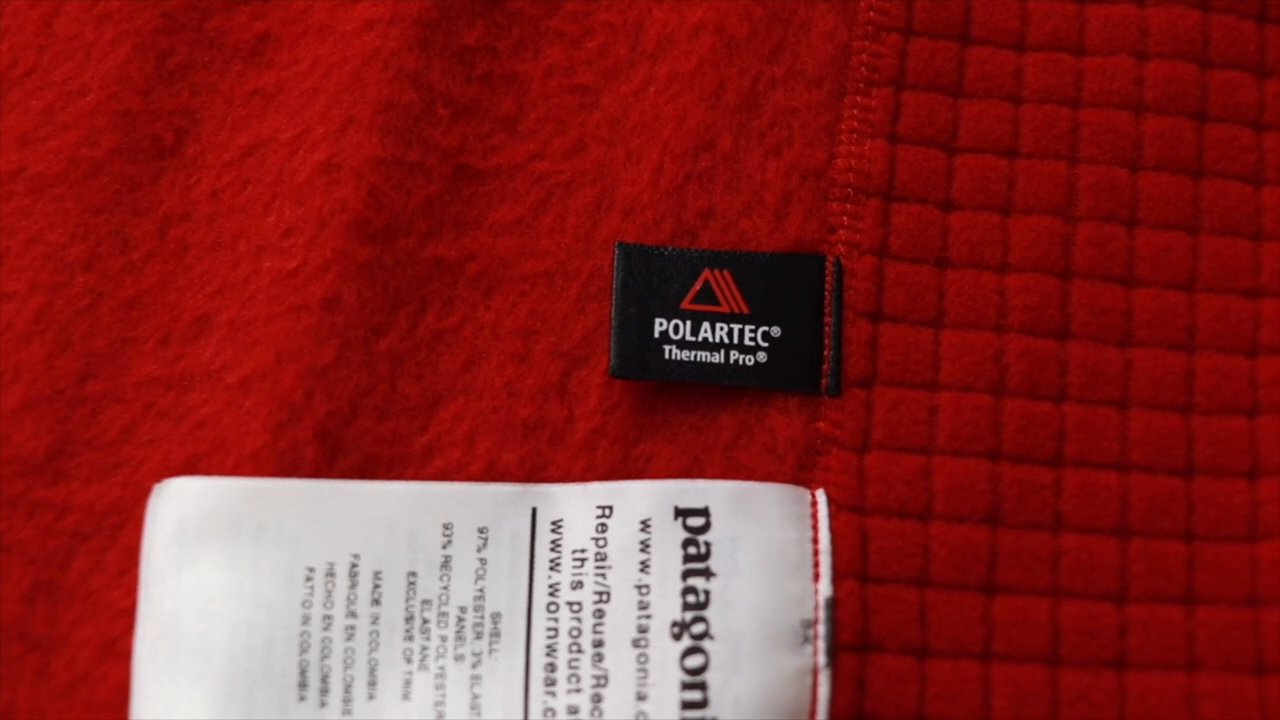 POLARTEC®
Thermal Pro®
patagoni
www.patagonia.c
Repair/Reuse/Rec
this product a
www.wornwear.c
SHELL:
97% POLYESTER, 3% ELAST
PANELS:
93% RECYCLED POLYESTER
ELASTANE
EXCLUSIVE OF TRIM
MADE IN COLOMBIA
FABRIQUÉ EN COLOMBIE
HECHO EN COLOMBIA
FATTO IN COLOMBIA